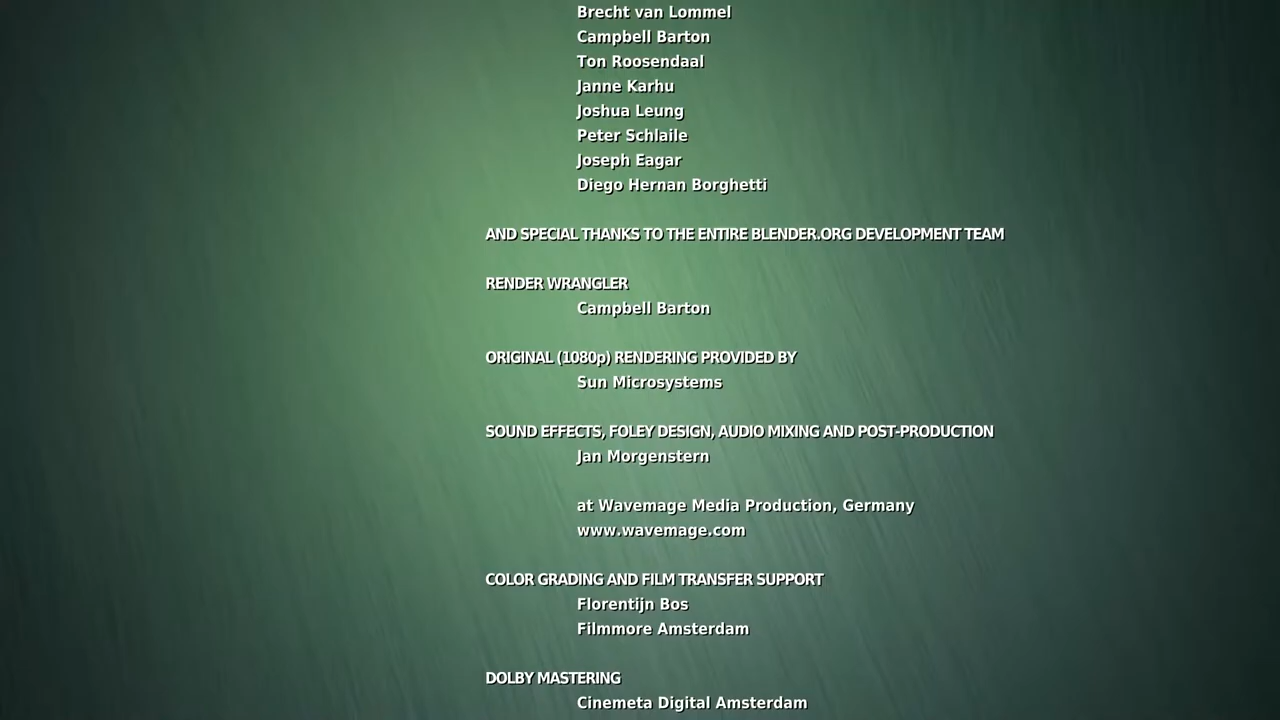 Brecht van Lommel
Campbell Barton
Ton Roosendaal
Janne Karhu
Joshua Leung
Peter Schlaile
Joseph Eagar
Diego Hernan Borghetti
AND SPECIAL THANKS TO THE ENTIRE BLENDER.ORG DEVELOPMENT TEAM
RENDER WRANGLER
Campbell Barton
ORIGINAL (1080p) RENDERING PROVIDED BY
Sun Microsystems
SOUND EFFECTS, FOLEY DESIGN, AUDIO MIXING AND POST-PRODUCTION
Jan Morgenstern
at Wavemage Media Production, Germany
www.wavemage.com
COLOR GRADING AND FILM TRANSFER SUPPORT
Florentijn Bos
Filmmore Amsterdam
DOLBY MASTERING
Cinemeta Digital Amsterdam